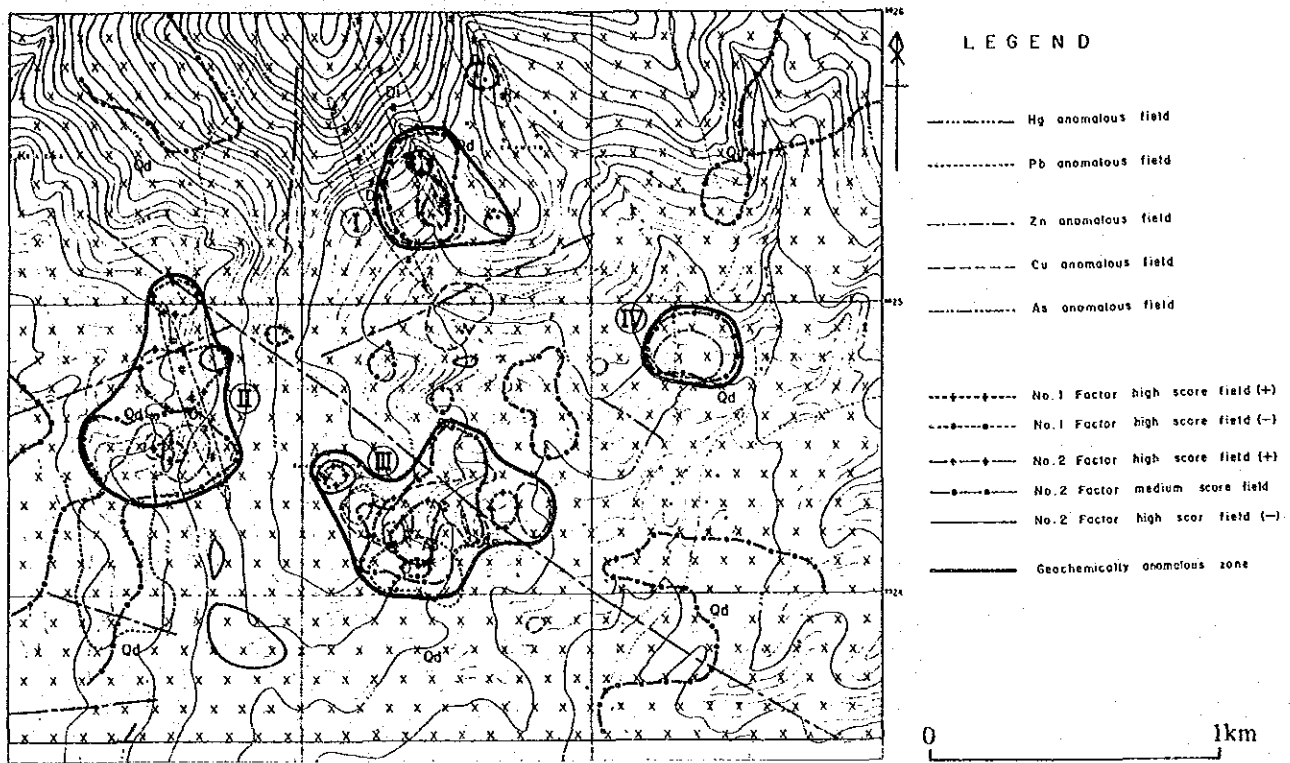 LEGEND
Hg anomalous field
Pb anomalous field
Zn anomalous field
Cu anomalous field
As anomalous field
No.1 Factor high score field (+)
No.1 Factor high score field (-)
No.2 Factor high score field (+)
No.2 Factor medium score field
No.2 Factor high scor field (-)
Geochemically anomalous zone
0 1km
Di
Qd
Qd
I
IV
Qd
II
Qd
III
Qd
Qd
Qd